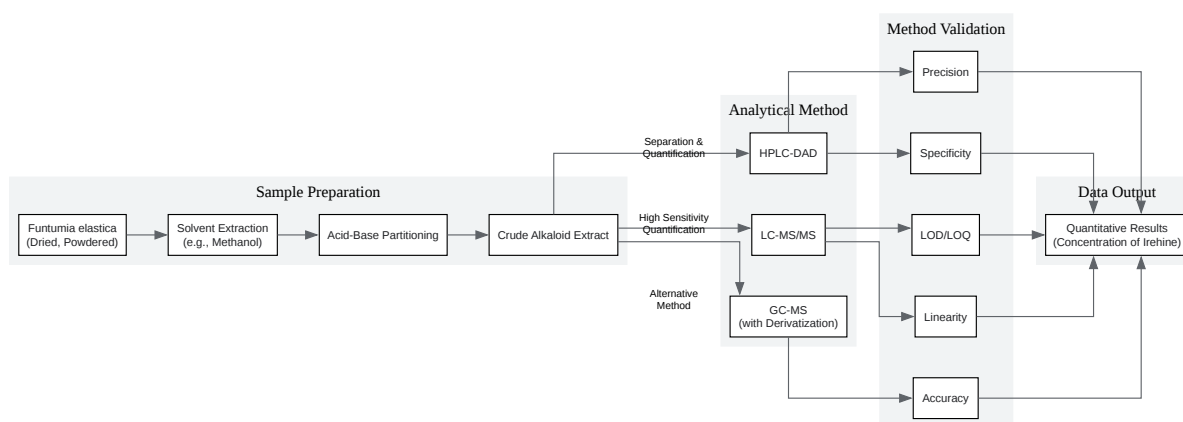 Method Validation
Precision
Analytical Method
Separation &
Quantification
HPLC-DAD
Specificity
Sample Preparation
Data Output
Funtumia elastica
(Dried, Powdered)
Solvent Extraction
(e.g., Methanol)
Acid-Base Partitioning
Crude Alkaloid Extract
High Sensitivity
Quantification
LC-MS/MS
LOD/LOQ
Quantitative Results
(Concentration of Irehine)
Alternative
Method
GC-MS
(with Derivatization)
Linearity
Accuracy